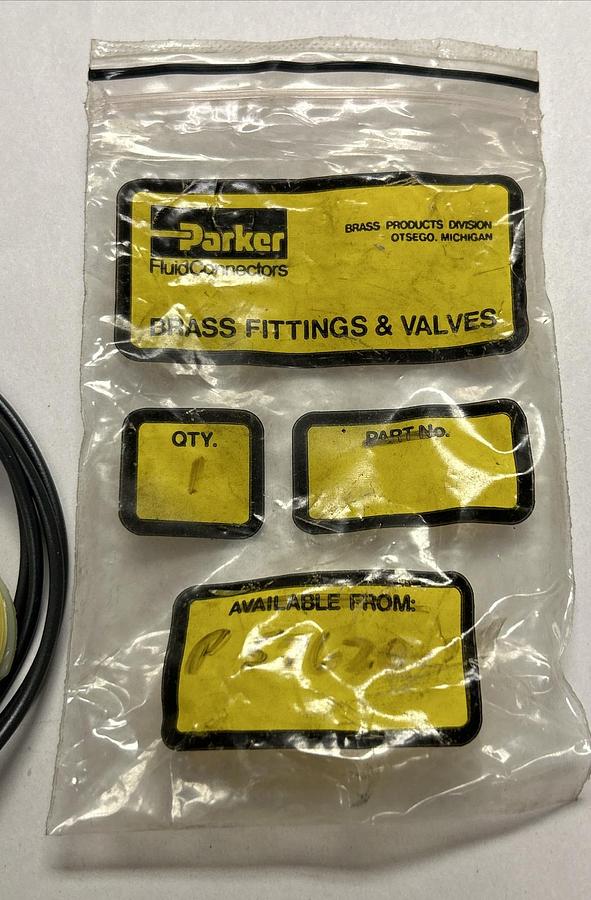 Parker
FluidConnectors
BRASS PRODUCTS DIVISION
OTSEGO, MICHIGAN
BRASS FITTINGS & VALVES
QTY.
1
PART No.
AVAILABLE FROM: